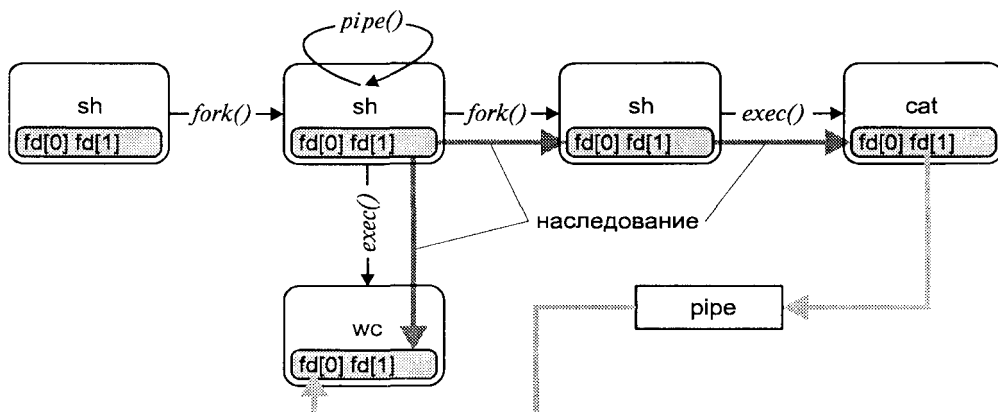 pipe()
sh
fork()
sh
fork()
sh
exec()
cat
fd[0] fd[1]
fd[0] fd[1]
fd[0] fd[1]
fd[0] fd[1]
exec()
наследование
wc
pipe
fd[0] fd[1]